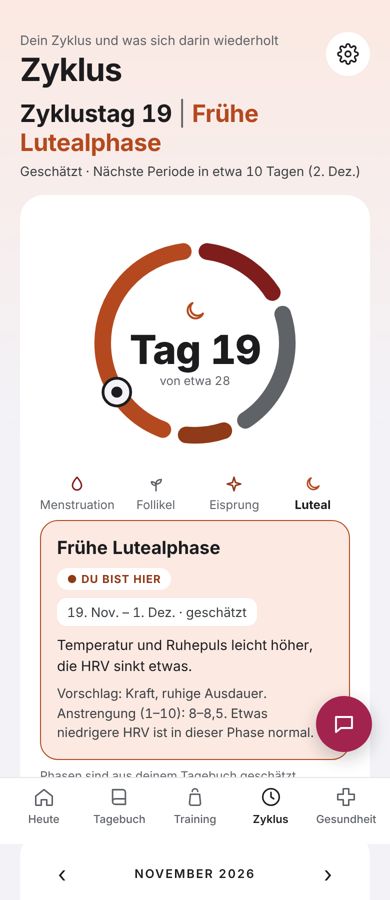 Dein Zyklus und was sich darin wiederholt
Zyklus
Zyklustag 19 | Frühe
Lutealphase
Geschätzt · Nächste Periode in etwa 10 Tagen (2. Dez.)
Tag 19
von etwa 28
Menstruation Follikel Eisprung Luteal
Frühe Lutealphase
DU BIST HIER
19. Nov. – 1. Dez. · geschätzt
Temperatur und Ruhepuls leicht höher,
die HRV sinkt etwas.
Vorschlag: Kraft, ruhige Ausdauer.
Anstrengung (1–10): 8–8,5. Etwas
niedrigere HRV ist in dieser Phase normal.
Phasen sind aus deinem Tagebuch geschätzt
Heute Tagebuch Training Zyklus Gesundheit
‹ NOVEMBER 2026 ›